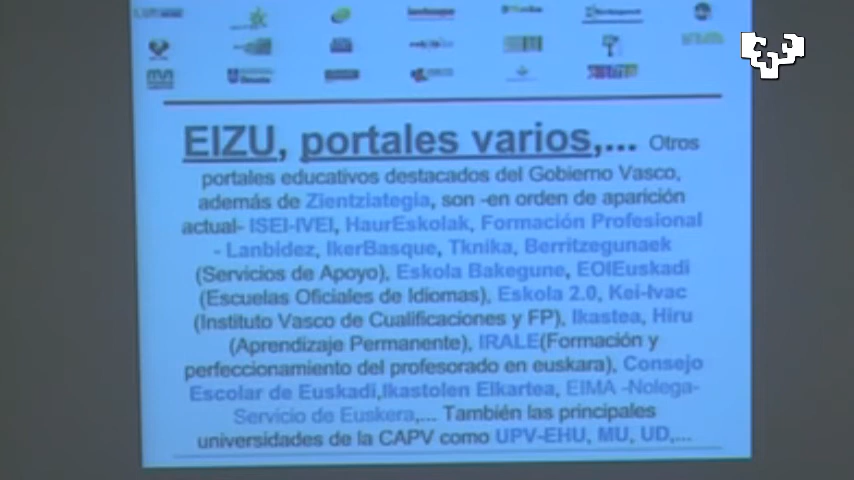 EIZU, portales varios,... Otros
portales educativos destacados del Gobierno Vasco,
además de Zientziategia, son -en orden de aparición
actual- ISEI-IVEI, HaurEskolak, Formación Profesional
- Lanbidez, IkerBasque, Tknika, Berritzegunaek
(Servicios de Apoyo), Eskola Bakegune, EOIEuskadi
(Escuelas Oficiales de Idiomas), Eskola 2.0, Kei-Ivac
(Instituto Vasco de Cualificaciones y FP), Ikastea, Hiru
(Aprendizaje Permanente), IRALE(Formación y
perfeccionamiento del profesorado en euskara), Consejo
Escolar de Euskadi,Ikastolen Elkartea, EIMA -Nolega-
Servicio de Euskera,... También las principales
universidades de la CAPV como UPV-EHU, MU, UD,...